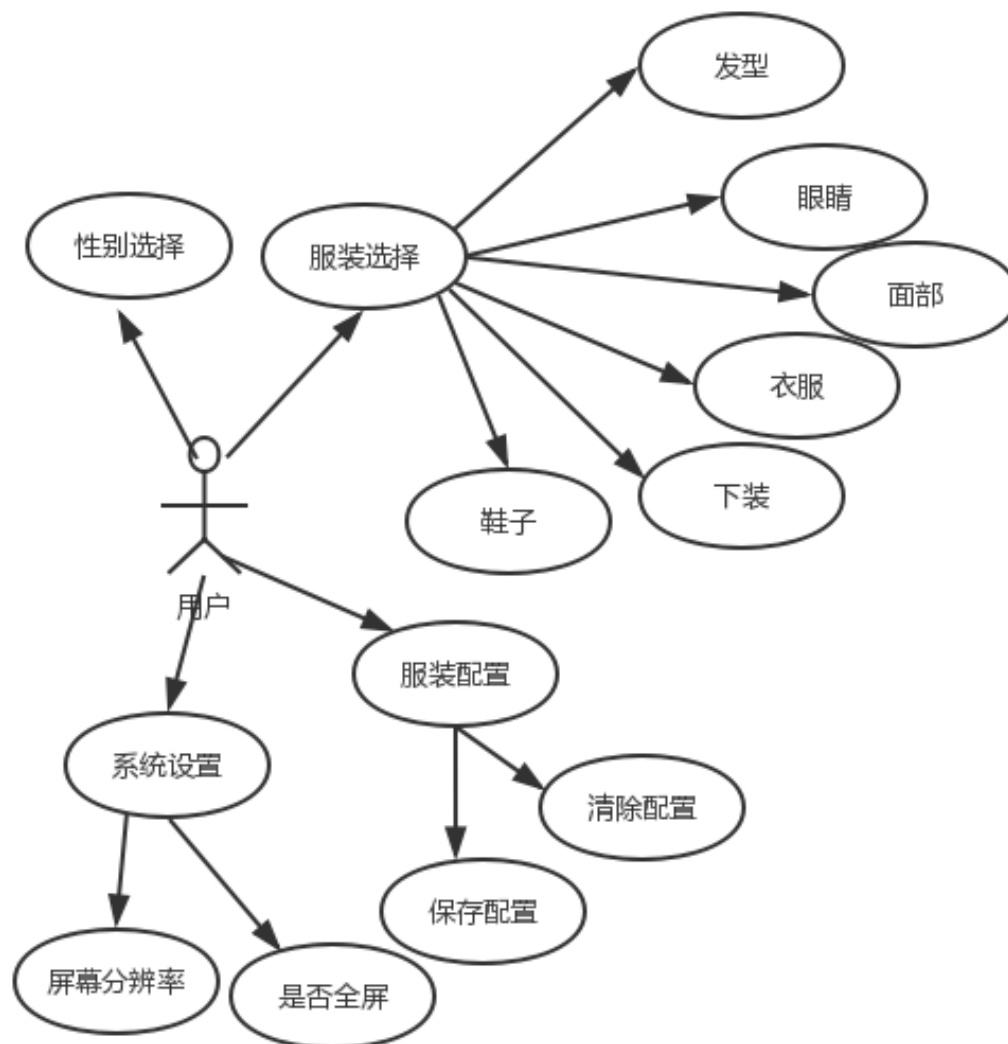 发型
眼睛
性别选择
服装选择
面部
衣服
下装
鞋子
用户
服装配置
系统设置
清除配置
保存配置
屏幕分辨率
是否全屏